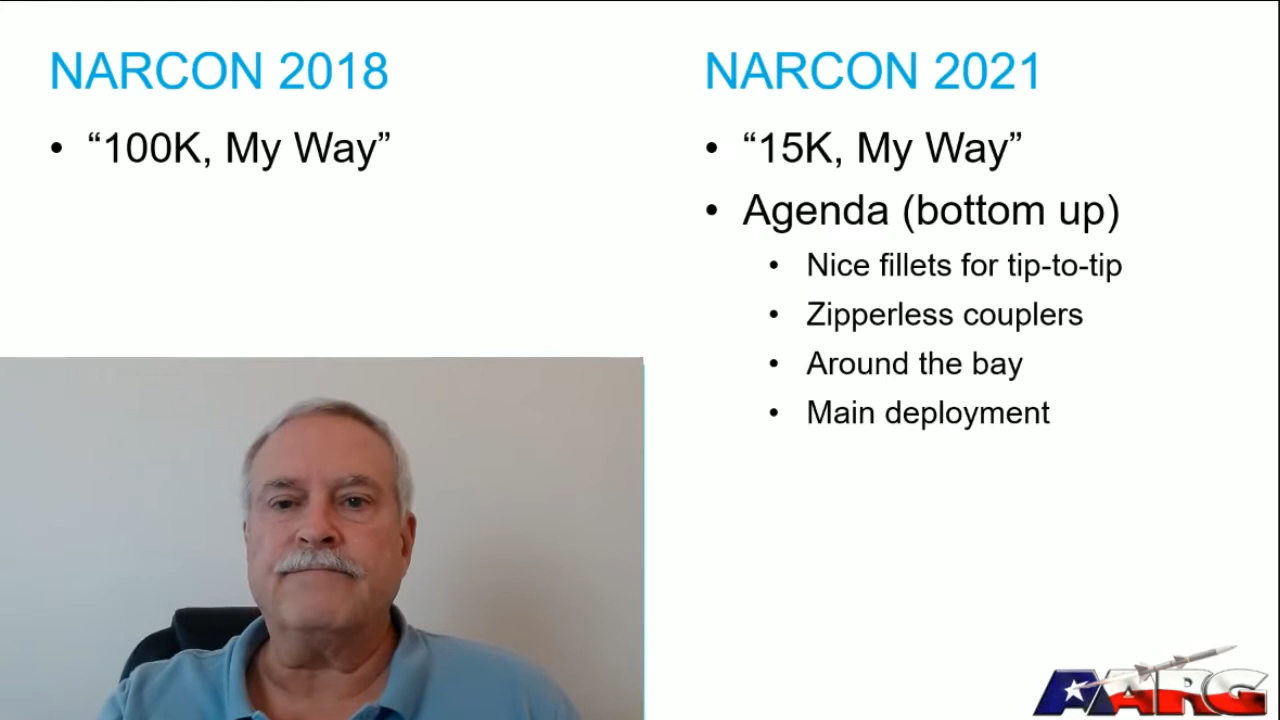 NARCON 2018
• “100K, My Way”
NARCON 2021
• “15K, My Way”
• Agenda (bottom up)
• Nice fillets for tip-to-tip
• Zipperless couplers
• Around the bay
• Main deployment
AARG